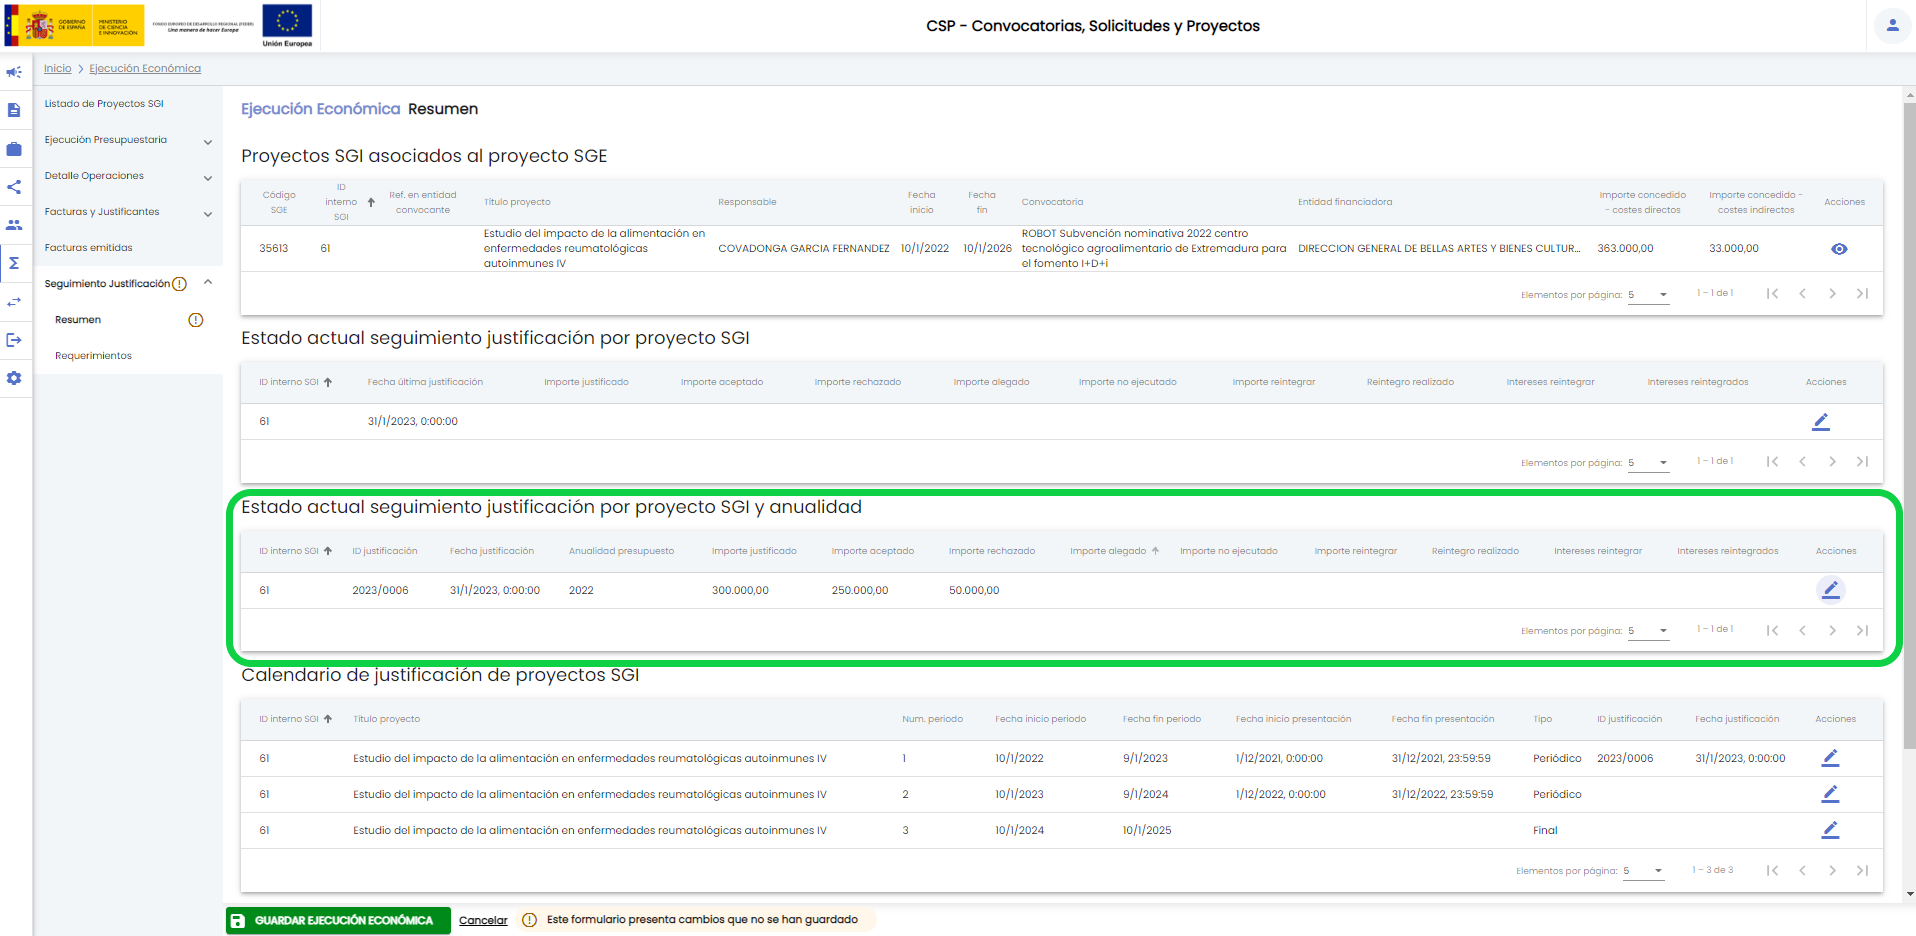 GOBIERNO DE ESPAÑA
MINISTERIO DE CIENCIA E INNOVACIÓN
FONDO EUROPEO DE DESARROLLO REGIONAL (FEDER)
Una manera de hacer Europa
Unión Europea
CSP - Convocatorias, Solicitudes y Proyectos
Inicio > Ejecución Económica
Listado de Proyectos SGI
Ejecución Presupuestaria
Detalle Operaciones
Facturas y Justificantes
Facturas emitidas
Seguimiento Justificación
Resumen
Requerimientos
Ejecución Económica Resumen
Proyectos SGI asociados al proyecto SGE
Código SGE ID interno SGI Ref. en entidad convocante Título proyecto Responsable Fecha inicio Fecha fin Convocatoria Entidad financiadora Importe concedido - costes directos Importe concedido - costes indirectos Acciones
35613 61 Estudio del impacto de la alimentación en enfermedades reumatológicas autoinmunes IV COVADONGA GARCIA FERNANDEZ 10/1/2022 10/1/2026 ROBOT Subvención nominativa 2022 centro tecnológico agroalimentario de Extremadura para el fomento I+D+i DIRECCION GENERAL DE BELLAS ARTES Y BIENES CULTUR... 363.000,00 33.000,00
Elementos por página: 5 1 – 1 de 1
Estado actual seguimiento justificación por proyecto SGI
ID interno SGI Fecha última justificación Importe justificado Importe aceptado Importe rechazado Importe alegado Importe no ejecutado Importe reintegrar Reintegro realizado Intereses reintegrar Intereses reintegrados Acciones
61 31/1/2023, 0:00:00
Elementos por página: 5 1 – 1 de 1
Estado actual seguimiento justificación por proyecto SGI y anualidad
ID interno SGI ID justificación Fecha justificación Anualidad presupuesto Importe justificado Importe aceptado Importe rechazado Importe alegado Importe no ejecutado Importe reintegrar Reintegro realizado Intereses reintegrar Intereses reintegrados Acciones
61 2023/0006 31/1/2023, 0:00:00 2022 300.000,00 250.000,00 50.000,00
Elementos por página: 5 1 – 1 de 1
Calendario de justificación de proyectos SGI
ID interno SGI Título proyecto Num. periodo Fecha inicio periodo Fecha fin periodo Fecha inicio presentación Fecha fin presentación Tipo ID justificación Fecha justificación Acciones
61 Estudio del impacto de la alimentación en enfermedades reumatológicas autoinmunes IV 1 10/1/2022 9/1/2023 1/12/2021, 0:00:00 31/12/2021, 23:59:59 Periódico 2023/0006 31/1/2023, 0:00:00
61 Estudio del impacto de la alimentación en enfermedades reumatológicas autoinmunes IV 2 10/1/2023 9/1/2024 1/12/2022, 0:00:00 31/12/2022, 23:59:59 Periódico
61 Estudio del impacto de la alimentación en enfermedades reumatológicas autoinmunes IV 3 10/1/2024 10/1/2025 Final
Elementos por página: 5 1 – 3 de 3
GUARDAR EJECUCIÓN ECONÓMICA Cancelar Este formulario presenta cambios que no se han guardado